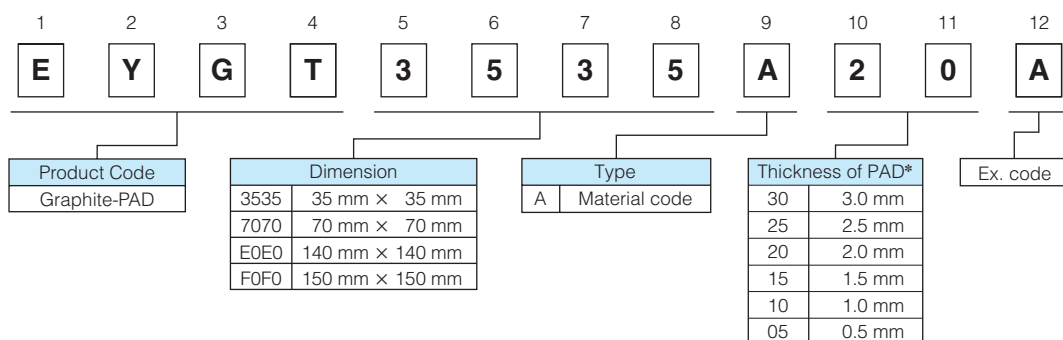 1 2 3 4 5 6 7 8 9 10 11 12
E Y G T 3 5 3 5 A 2 0 A
Product Code
Graphite-PAD
Dimension
3535 35 mm × 35 mm
7070 70 mm × 70 mm
E0E0 140 mm × 140 mm
F0F0 150 mm × 150 mm
Type
A Material code
Thickness of PAD*
30 3.0 mm
25 2.5 mm
20 2.0 mm
15 1.5 mm
10 1.0 mm
05 0.5 mm
Ex. code